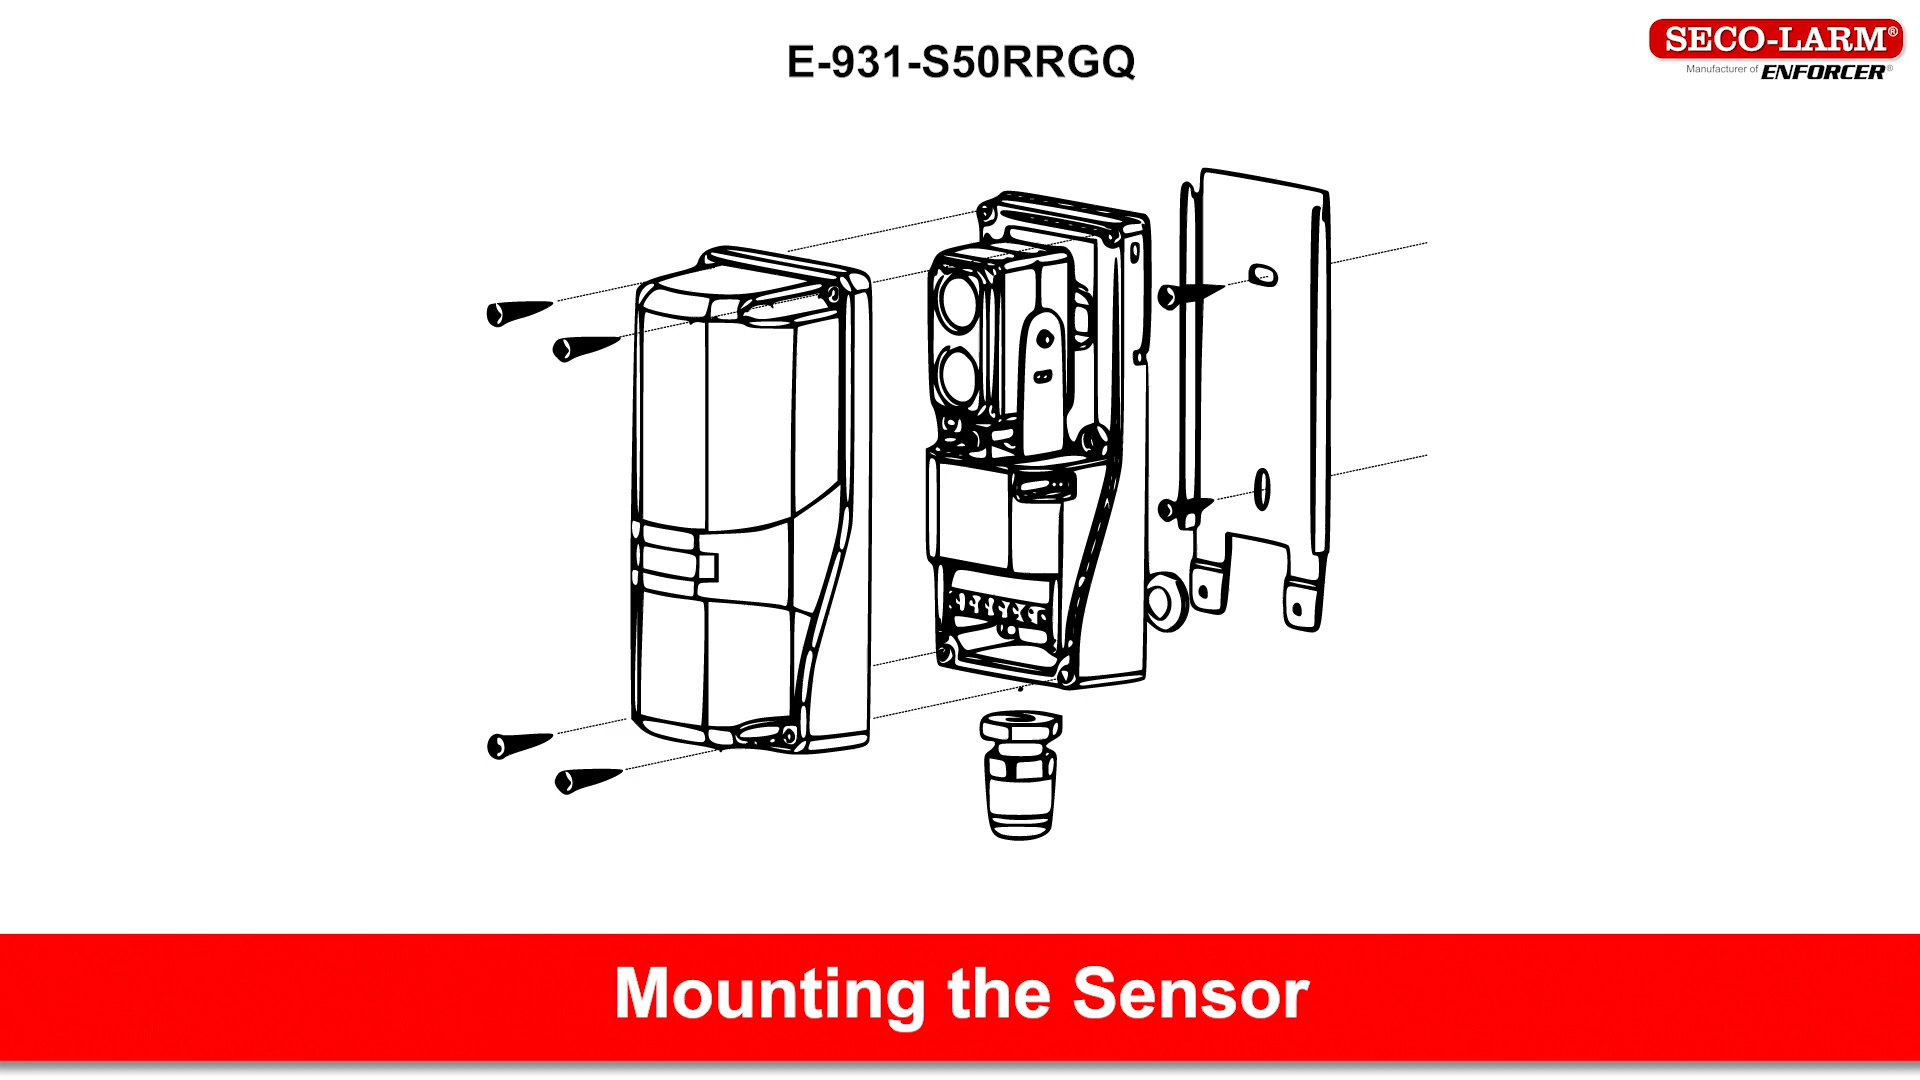 E-931-S50RRGQ
SECO-LARM®
Manufacturer of ENFORCER®
Mounting the Sensor